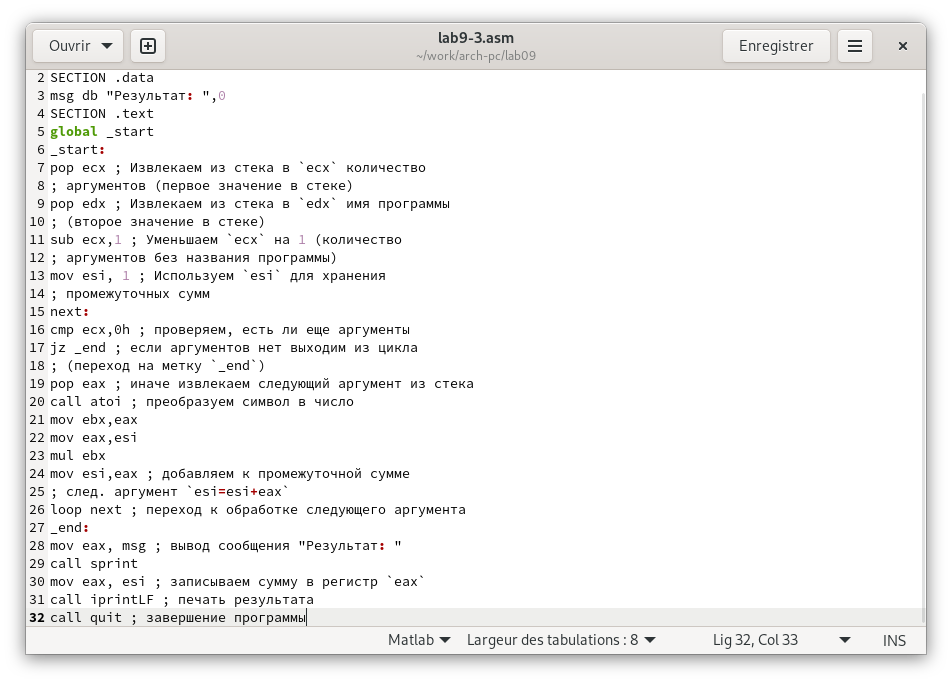 Ouvrir
lab9-3.asm
~/work/arch-pc/lab09
Enregistrer
2 SECTION .data
3 msg db "Результат: ",0
4 SECTION .text
5 global _start
6 _start:
7 pop ecx ; Извлекаем из стека в `ecx` количество
8 ; аргументов (первое значение в стеке)
9 pop edx ; Извлекаем из стека в `edx` имя программы
10 ; (второе значение в стеке)
11 sub ecx,1 ; Уменьшаем `ecx` на 1 (количество
12 ; аргументов без названия программы)
13 mov esi, 1 ; Используем `esi` для хранения
14 ; промежуточных сумм
15 next:
16 cmp ecx,0h ; проверяем, есть ли еще аргументы
17 jz _end ; если аргументов нет выходим из цикла
18 ; (переход на метку `_end`)
19 pop eax ; иначе извлекаем следующий аргумент из стека
20 call atoi ; преобразуем символ в число
21 mov ebx,eax
22 mov eax,esi
23 mul ebx
24 mov esi,eax ; добавляем к промежуточной сумме
25 ; след. аргумент `esi=esi+eax`
26 loop next ; переход к обработке следующего аргумента
27 _end:
28 mov eax, msg ; вывод сообщения "Результат: "
29 call sprint
30 mov eax, esi ; записываем сумму в регистр `eax`
31 call iprintLF ; печать результата
32 call quit ; завершение программы
Matlab Largeur des tabulations : 8 Lig 32, Col 33 INS